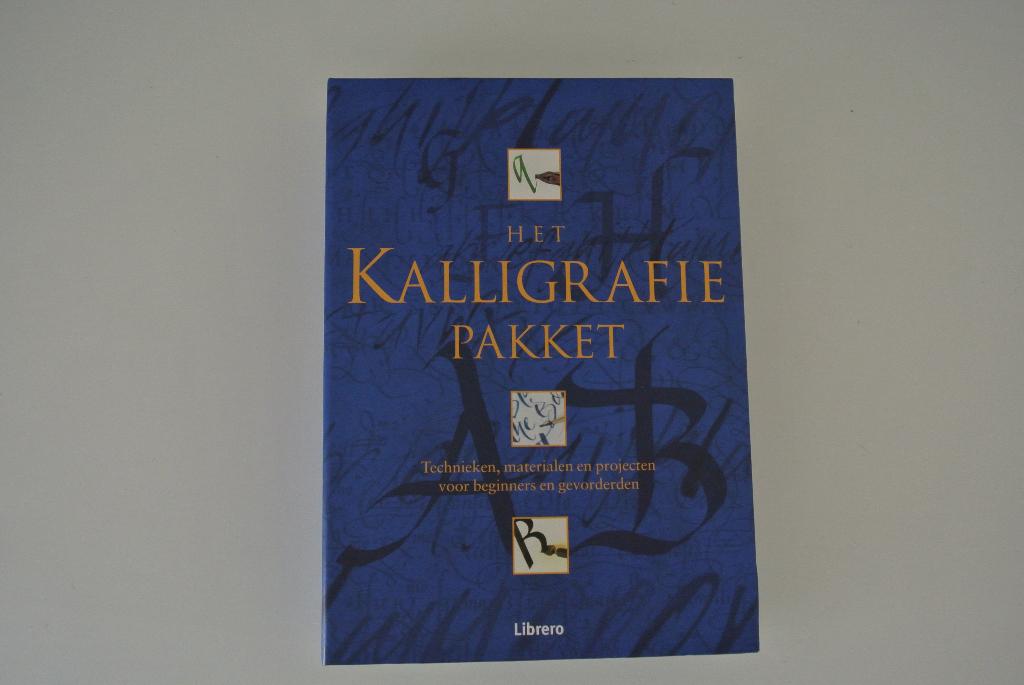 HET
KALLIGRAFIE
PAKKET
Technieken, materialen en projecten
voor beginners en gevorderden
Librero